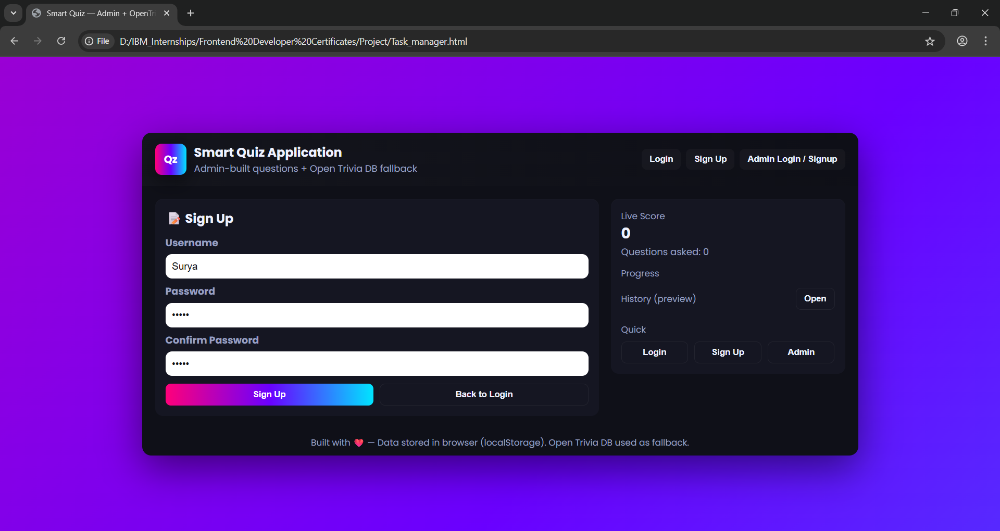 Smart Quiz — Admin + OpenTri
File
D:/IBM_Internships/Frontend%20Developer%20Certificates/Project/Task_manager.html
Qz
Smart Quiz Application
Admin-built questions + Open Trivia DB fallback
Login
Sign Up
Admin Login / Signup
📝 Sign Up
Username
Surya
Password
•••••
Confirm Password
•••••
Sign Up
Back to Login
Live Score
0
Questions asked: 0
Progress
History (preview)
Open
Quick
Login
Sign Up
Admin
Built with 💖 — Data stored in browser (localStorage). Open Trivia DB used as fallback.